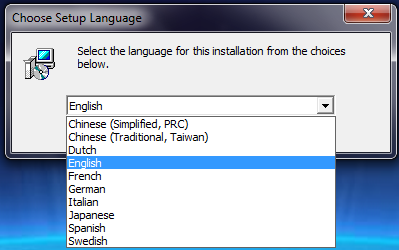 Choose Setup Language
Select the language for this installation from the choices
below.
English
Chinese (Simplified, PRC)
Chinese (Traditional, Taiwan)
Dutch
English
French
German
Italian
Japanese
Spanish
Swedish